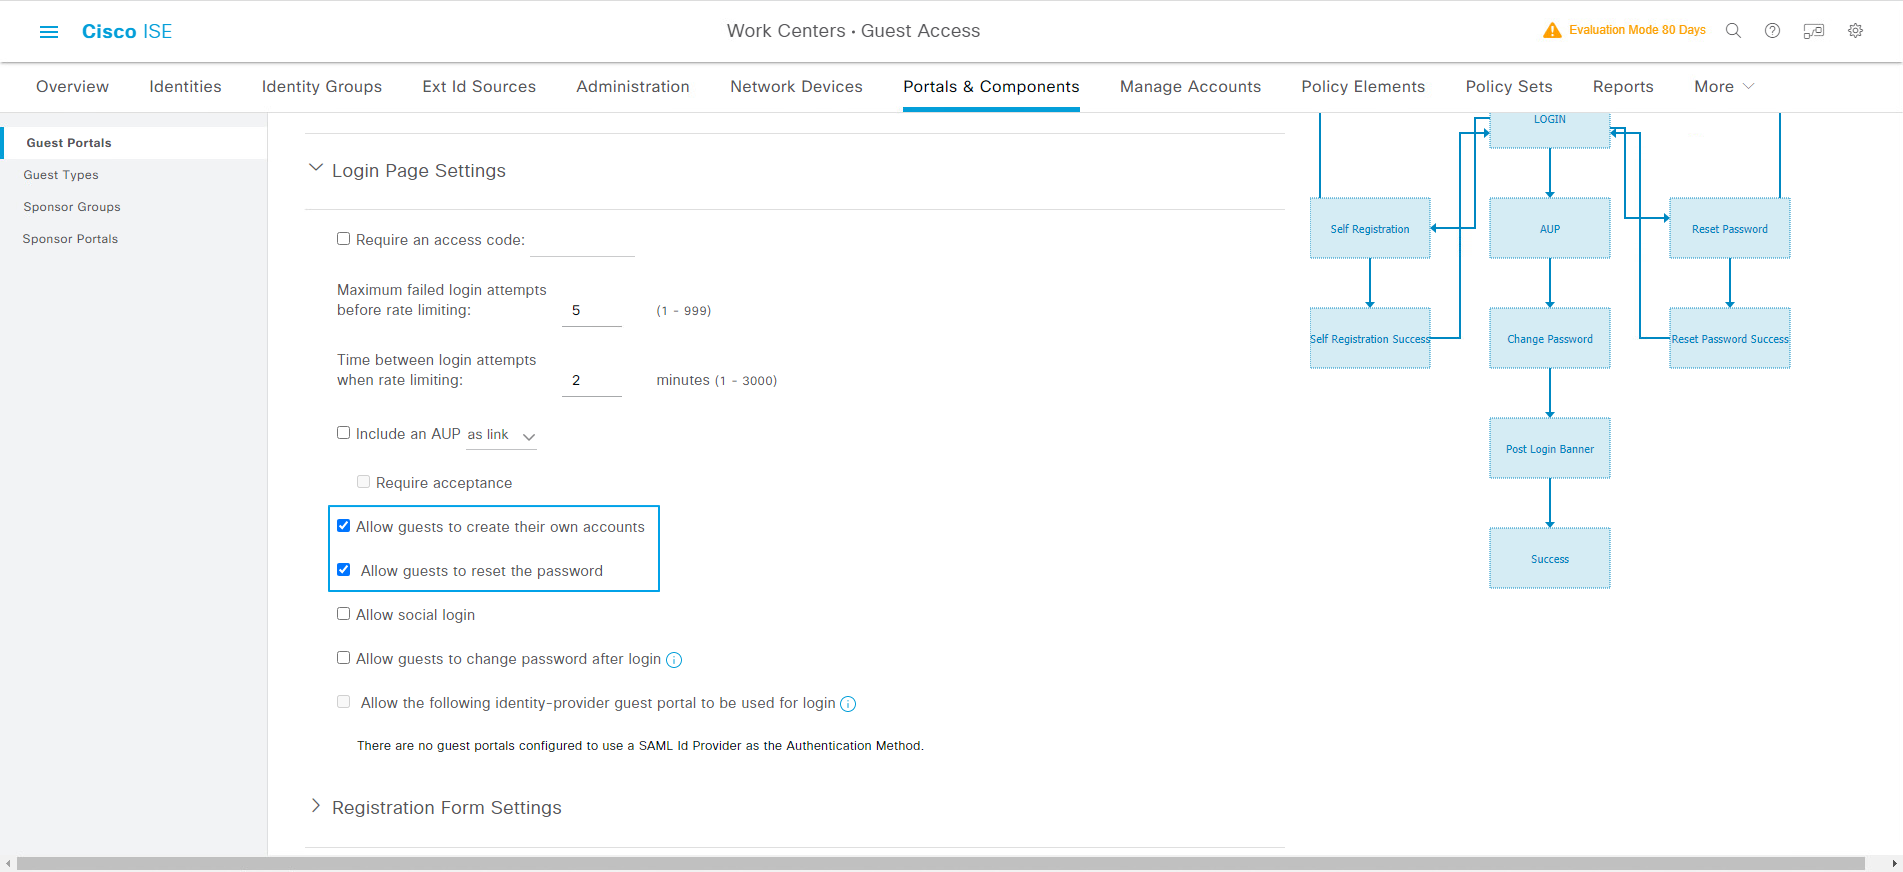 Cisco ISE
Work Centers · Guest Access
Evaluation Mode 80 Days
Overview
Identities
Identity Groups
Ext Id Sources
Administration
Network Devices
Portals & Components
Manage Accounts
Policy Elements
Policy Sets
Reports
More
Guest Portals
Guest Types
Sponsor Groups
Sponsor Portals
Login Page Settings
Require an access code:
Maximum failed login attempts
before rate limiting:
5
(1 - 999)
Time between login attempts
when rate limiting:
2
minutes (1 - 3000)
Include an AUP as link
Require acceptance
Allow guests to create their own accounts
Allow guests to reset the password
Allow social login
Allow guests to change password after login
Allow the following identity-provider guest portal to be used for login
There are no guest portals configured to use a SAML Id Provider as the Authentication Method.
Registration Form Settings
LOGIN
Self Registration
AUP
Reset Password
Self Registration Success
Change Password
Reset Password Success
Post Login Banner
Success